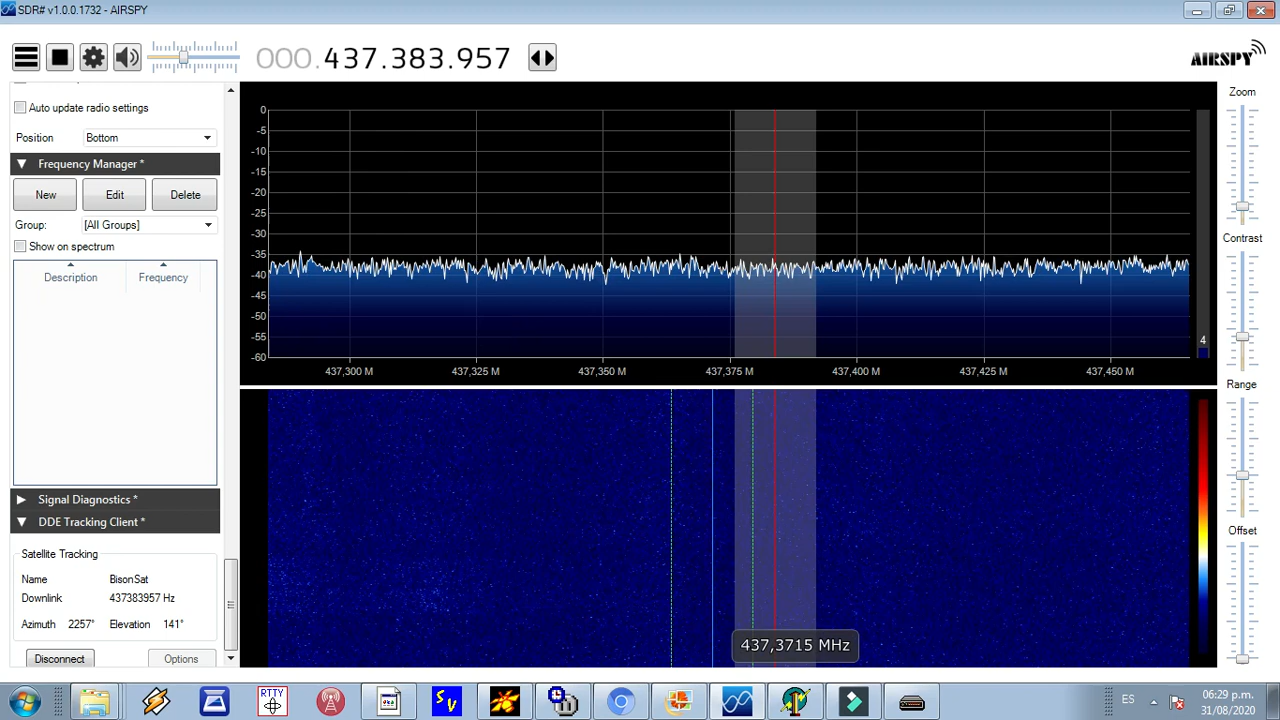 SDR# v1.0.0.1732 - AIRSPY
000.437.383.957
AIRSPY
Auto update radio settings
Position Bottom
Frequency Manager *
New Edit Delete
Group: [All Groups]
Show on spectrum
Description Frequency
Signal Diagnostics *
DDE Tracking Client *
Satellite Tracking
Name BisonSat
Downlink 437383957 Hz
Azimuth 2257° Elevation 141°
Disconnect Options
0
-5
-10
-15
-20
-25
-30
-35
-40
-45
-50
-55
-60
4
437,300 M 437,325 M 437,350 M 437,375 M 437,400 M 437,425 M 437,450 M
Zoom
Contrast
Range
Offset
RTTY
S
V
ES
06:29 p.m.
31/08/2020